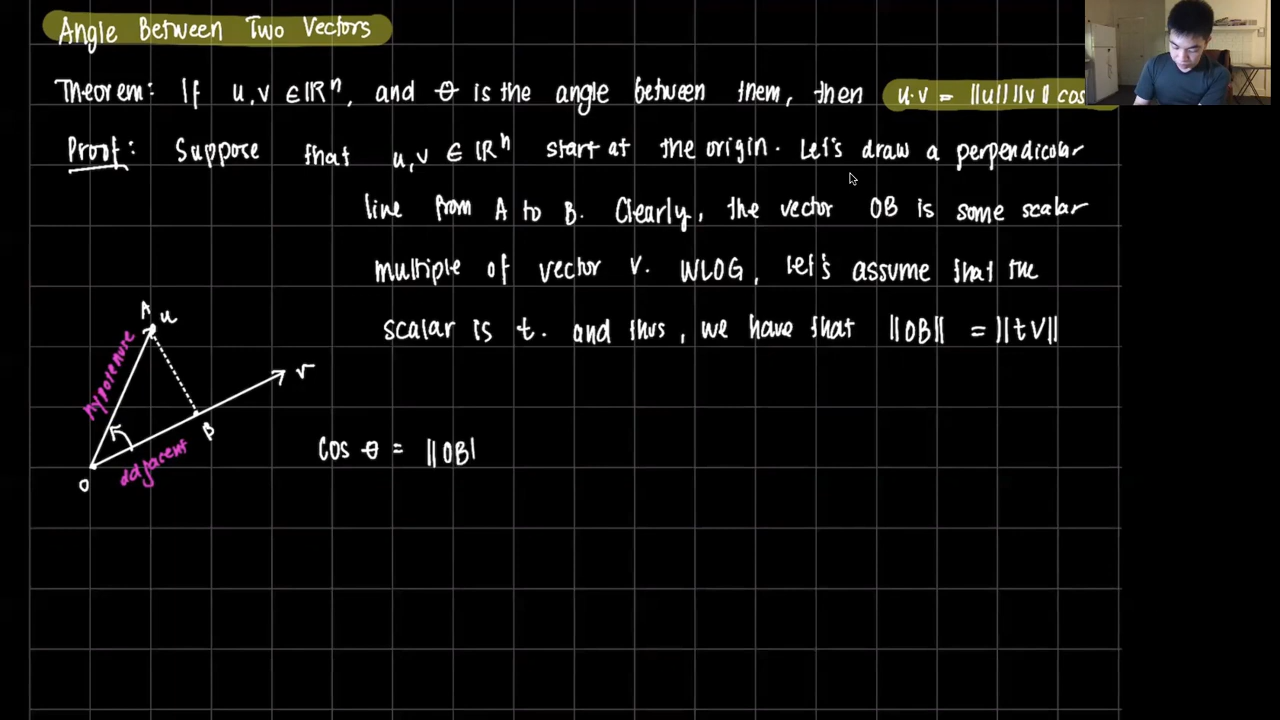 Angle Between Two Vectors
Theorem: If u,v ∈ ℝⁿ, and θ is the angle between them, then u·v = ||u|| ||v|| cos
Proof: Suppose that u,v ∈ ℝⁿ start at the origin. Let's draw a perpendicular
line from A to B. Clearly, the vector OB is some scalar
multiple of vector v. WLOG, let's assume that the
scalar is t. and thus, we have that ||OB|| = ||tv||
A u
hypotenuse
v
B
adjacent
O
cos θ = ||OB|